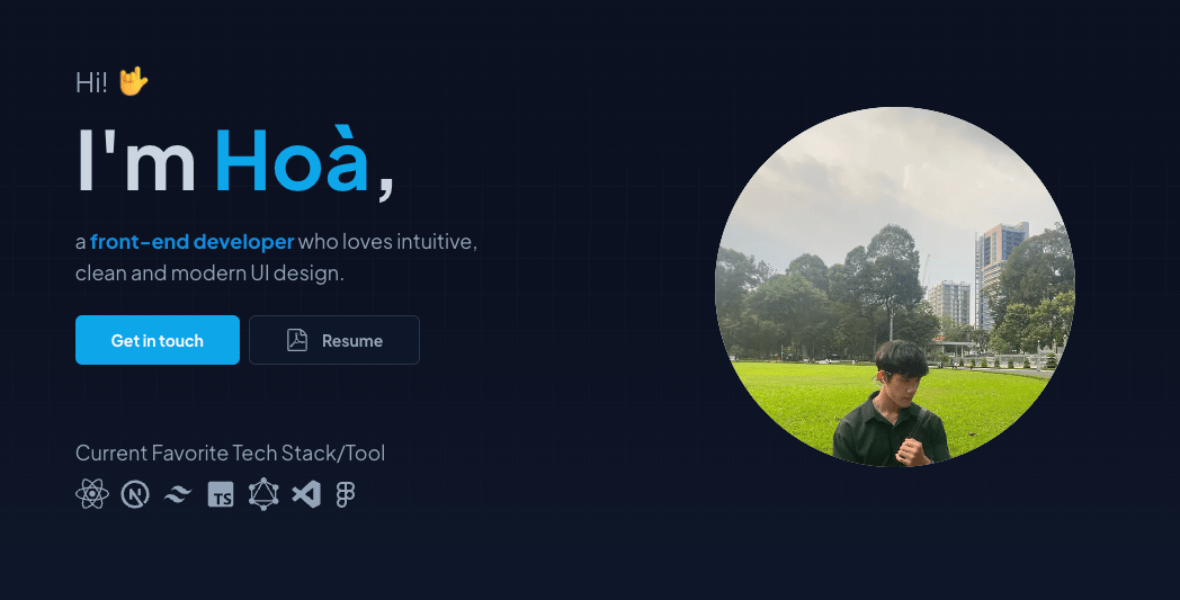 Hi! 🤟
I'm Hoà,
a front-end developer who loves intuitive,
clean and modern UI design.
Get in touch
Resume
Current Favorite Tech Stack/Tool
N
TS